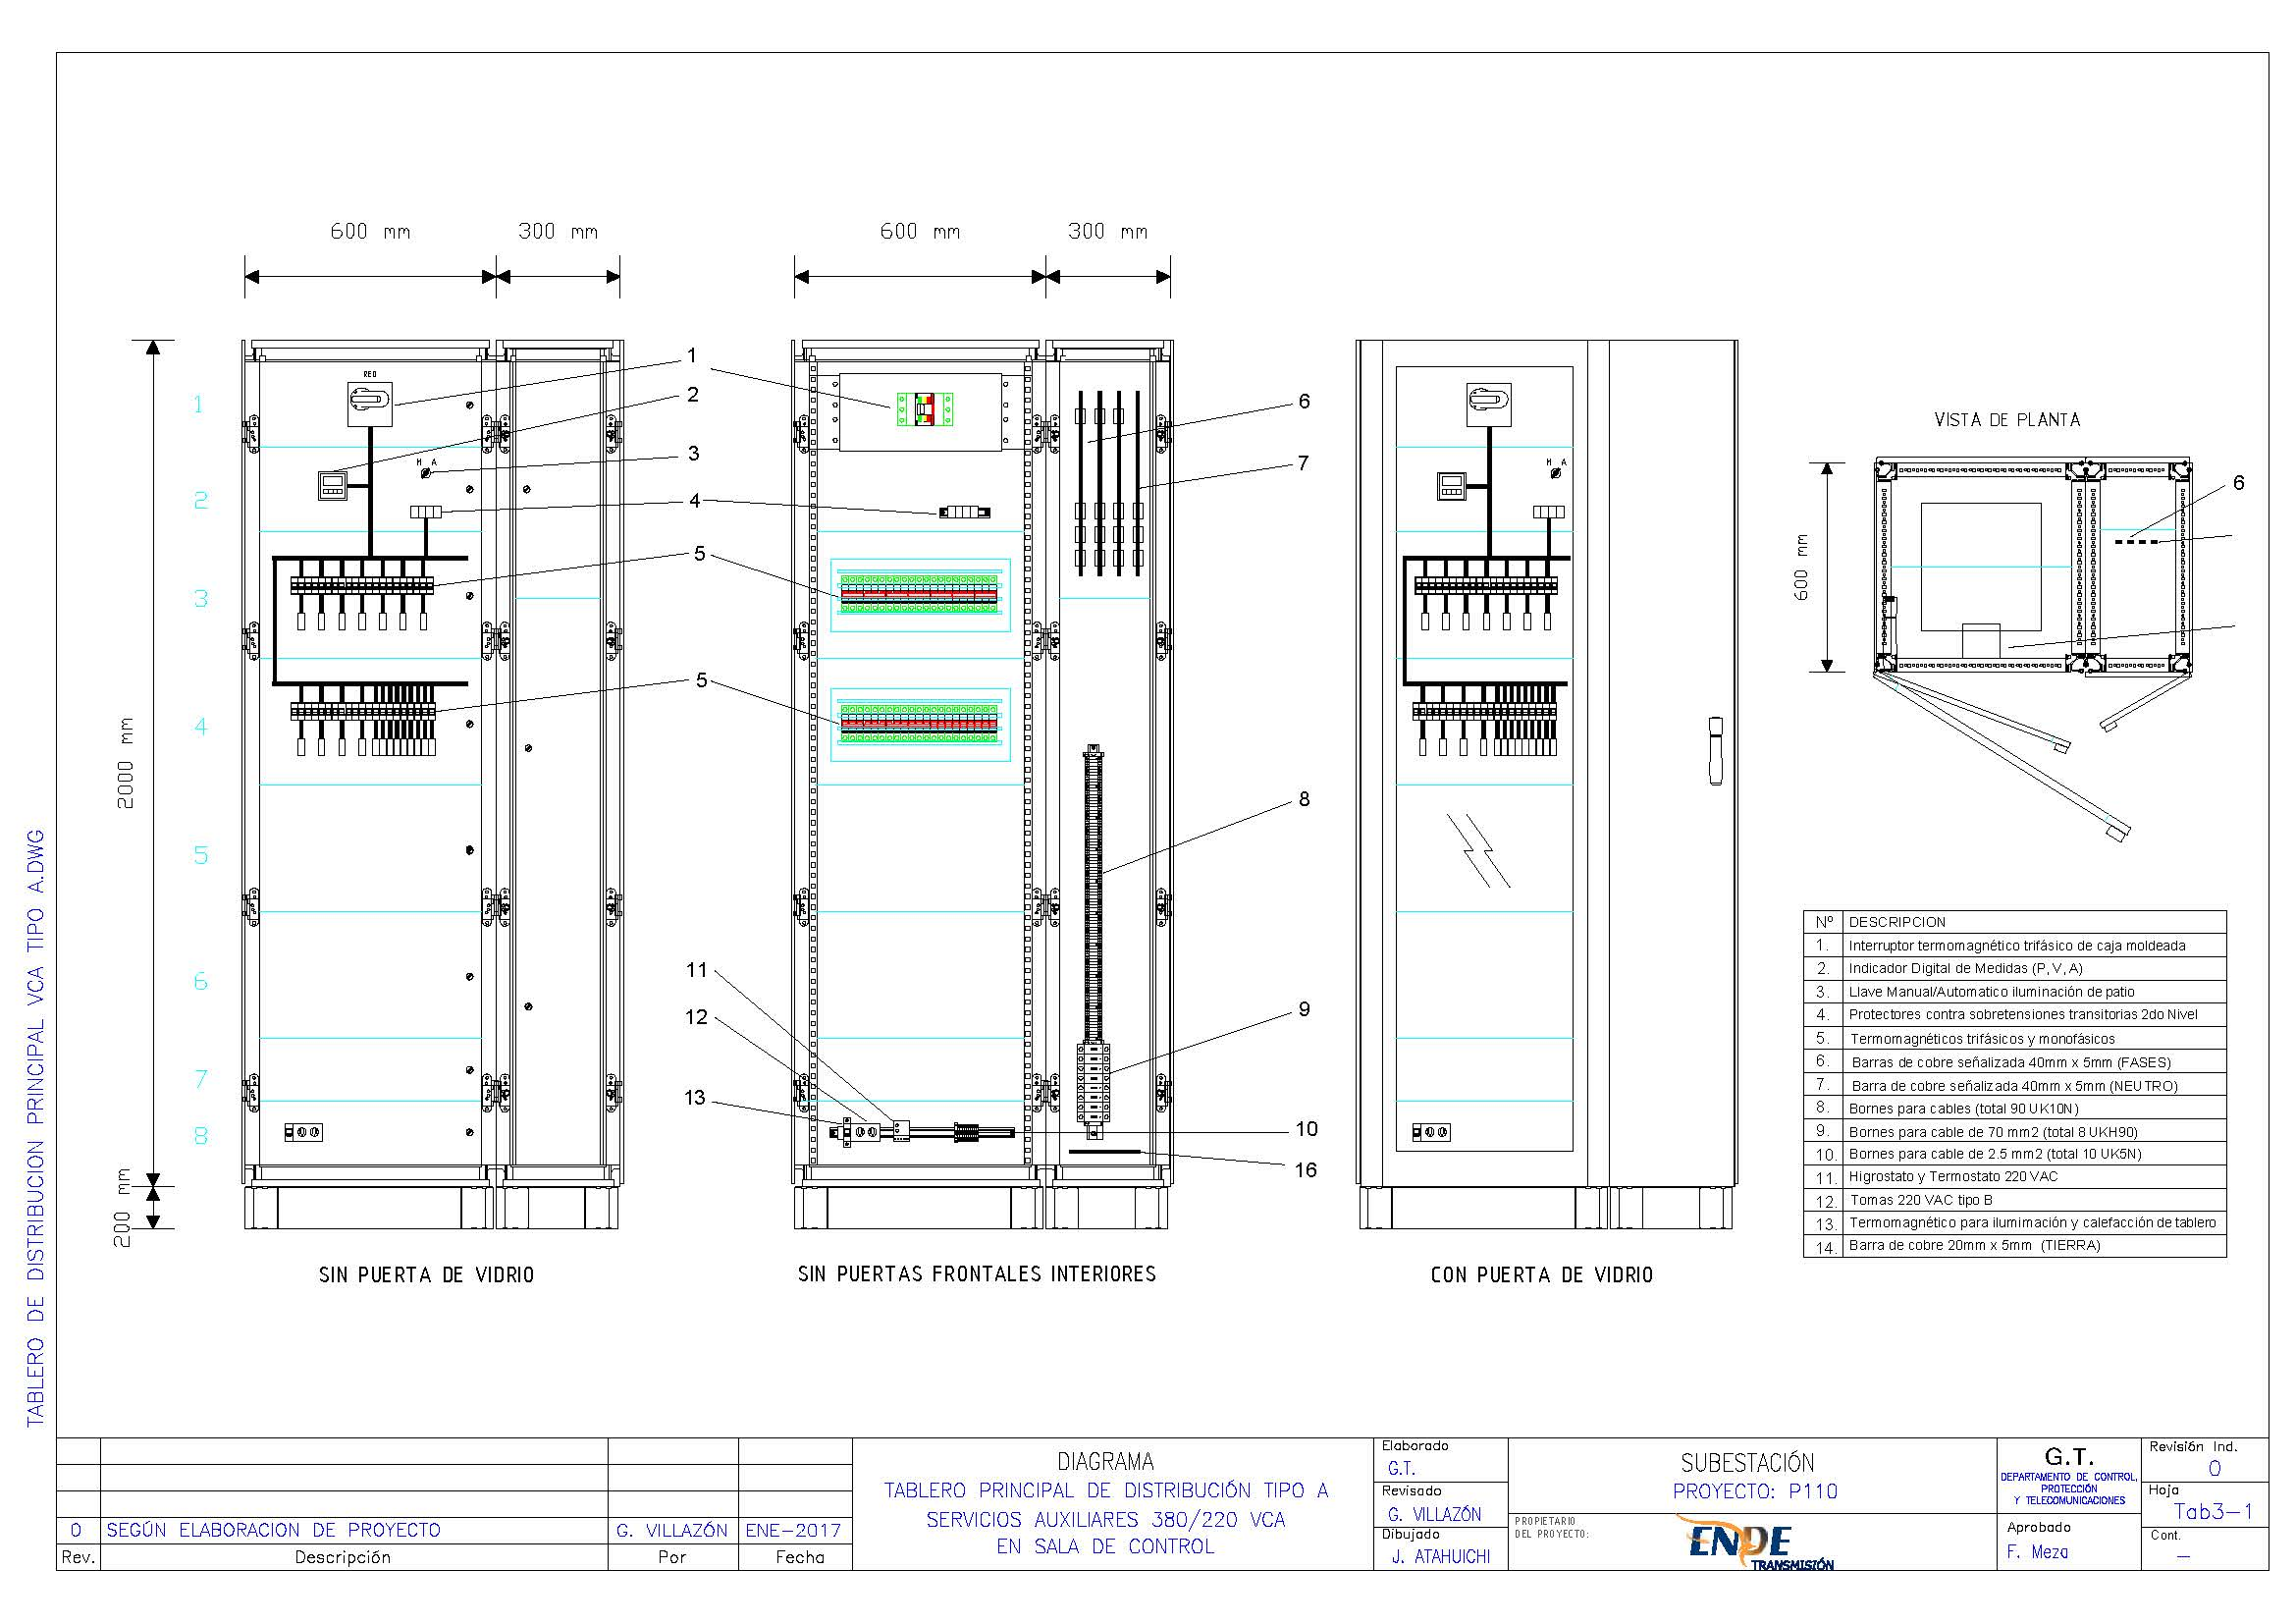 600 mm
300 mm
600 mm
300 mm
RED
M A
1
2
3
4
5
6
7
8
2000 mm
200 mm
1
2
3
4
5
5
11
12
13
6
7
8
9
10
16
M A
VISTA DE PLANTA
600 mm
6
SIN PUERTA DE VIDRIO
SIN PUERTAS FRONTALES INTERIORES
CON PUERTA DE VIDRIO
Nº DESCRIPCION
1. Interruptor termomagnético trifásico de caja moldeada
2. Indicador Digital de Medidas (P, V, A)
3. Llave Manual/Automatico iluminación de patio
4. Protectores contra sobretensiones transitorias 2do Nivel
5. Termomagnéticos trifásicos y monofásicos
6. Barras de cobre señalizada 40mm x 5mm (FASES)
7. Barra de cobre señalizada 40mm x 5mm (NEUTRO)
8. Bornes para cables (total 90 UK10N)
9. Bornes para cable de 70 mm2 (total 8 UKH90)
10. Bornes para cable de 2.5 mm2 (total 10 UK5N)
11. Higrostato y Termostato 220 VAC
12. Tomas 220 VAC tipo B
13. Termomagnético para ilumimación y calefacción de tablero
14. Barra de cobre 20mm x 5mm (TIERRA)
TABLERO DE DISTRIBUCION PRINCIPAL VCA TIPO A.DWG
0 SEGÚN ELABORACION DE PROYECTO G. VILLAZÓN ENE-2017
Rev. Descripción Por Fecha
DIAGRAMA
TABLERO PRINCIPAL DE DISTRIBUCIÓN TIPO A
SERVICIOS AUXILIARES 380/220 VCA
EN SALA DE CONTROL
Elaborado
G.T.
Revisado
G. VILLAZÓN
Dibujado
J. ATAHUICHI
SUBESTACIÓN
PROYECTO: P110
PROPIETARIO
DEL PROYECTO:
ENDE
TRANSMISIÓN
G.T.
DEPARTAMENTO DE CONTROL,
PROTECCIÓN
Y TELECOMUNICACIONES
Aprobado
F. Meza
Revisión Ind.
0
Hoja
Tab3-1
Cont.
—